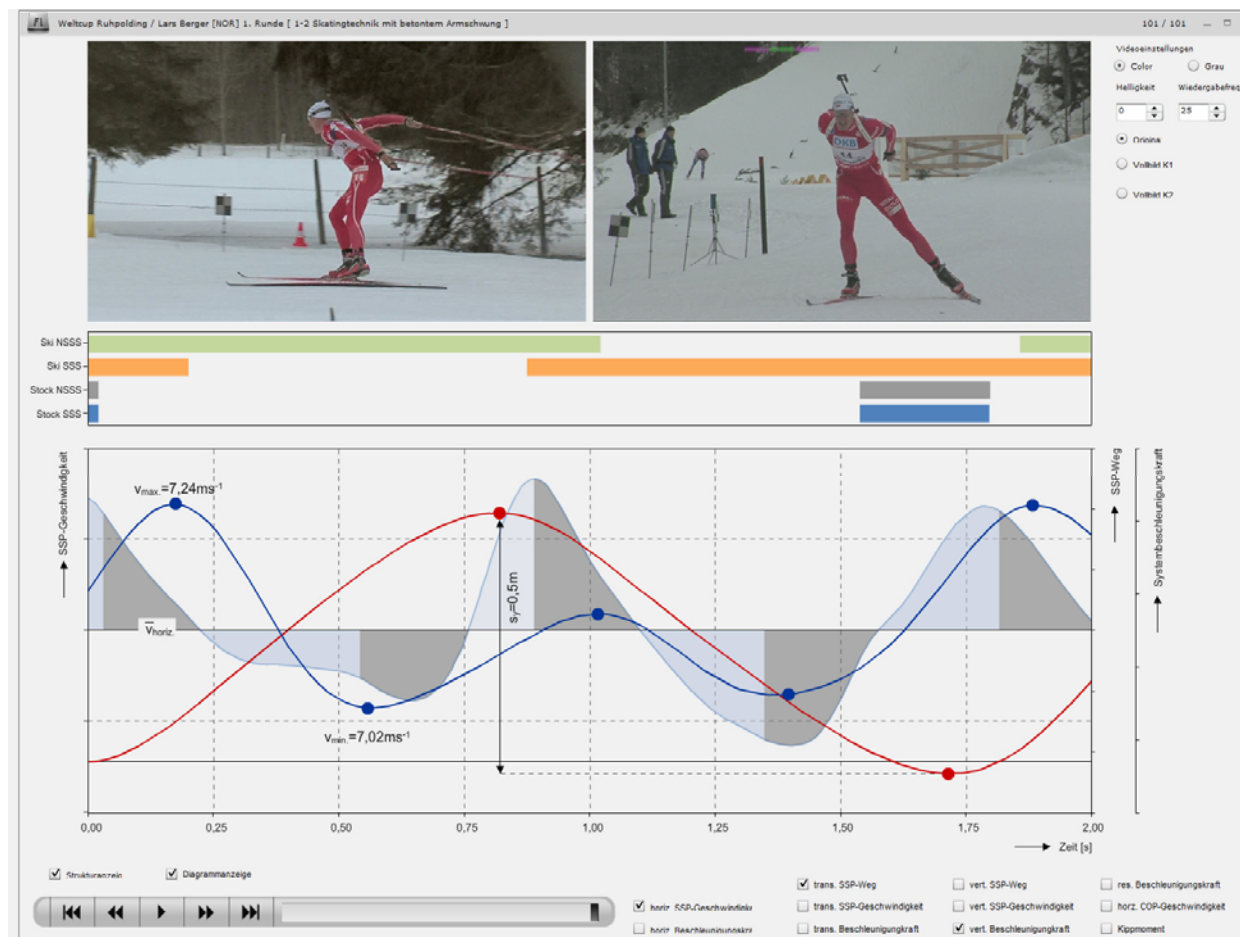 FL Weltcup Ruhpolding / Lars Berger [NOR] 1. Runde [ 1-2 Skatingtechnik mit betontem Armschwung ] 101 / 101
Videoeinstellungen
Color Grau
Helligkeit Wiedergabefreq
0 25
Origina
Vollbild K1
Vollbild K2
ÖKB
Ski NSSS
Ski SSS
Stock NSSS
Stock SSS
SSP-Geschwindigkeit
SSP-Weg
Systembeschleunigungskraft
vmax.=7,24ms-1
sy=0,5m
vhoriz.
vmin.=7,02ms-1
0,00 0,25 0,50 0,75 1,00 1,25 1,50 1,75 2,00
Zeit [s]
Strukturanzeig Diagrammanzeige
trans. SSP-Weg vert. SSP-Weg res. Beschleunigungkraft
horiz. SSP-Geschwindigk trans. SSP-Geschwindigkeit vert. SSP-Geschwindigkeit horz. COP-Geschwindigkeit
horiz. Beschleunigungskr trans. Beschleunigungkraft vert. Beschleunigungkraft Kippmoment